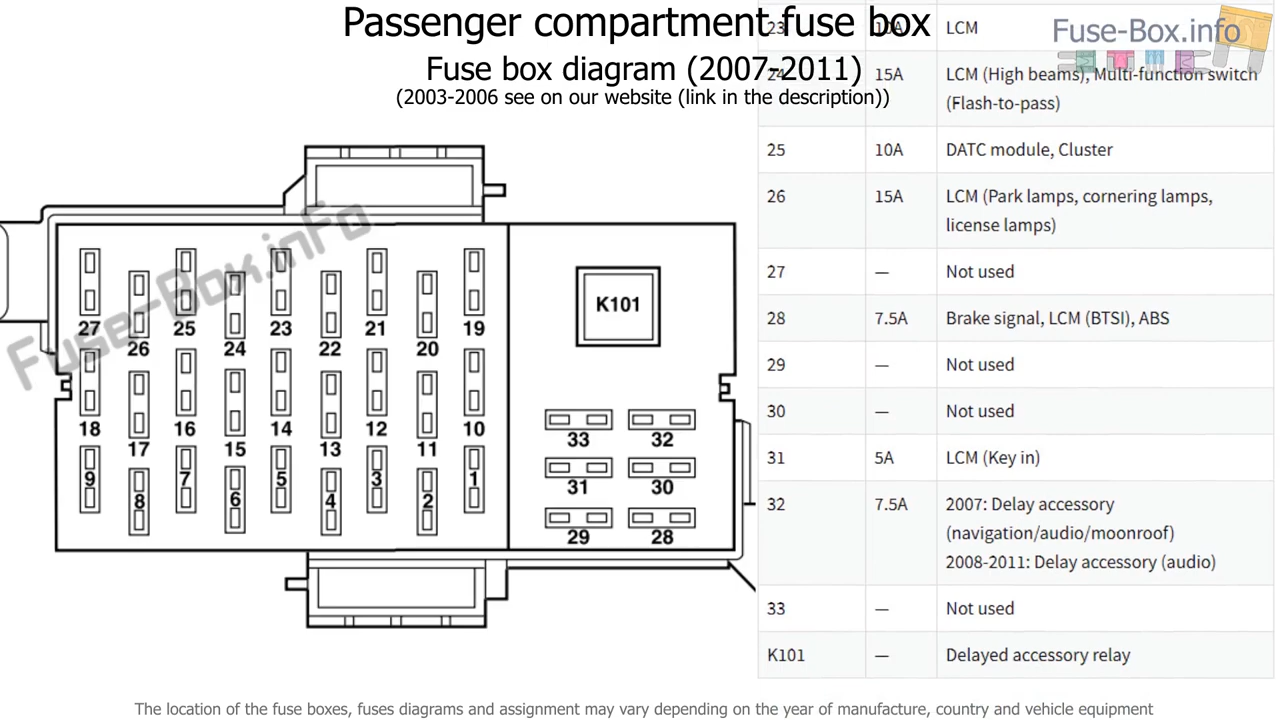 Passenger compartment fuse box
Fuse box diagram (2007-2011)
(2003-2006 see on our website (link in the description))
Fuse-Box.info
23 10A LCM
24 15A LCM (High beams), Multi-function switch
(Flash-to-pass)
25 10A DATC module, Cluster
26 15A LCM (Park lamps, cornering lamps,
license lamps)
27 — Not used
28 7.5A Brake signal, LCM (BTSI), ABS
29 — Not used
30 — Not used
31 5A LCM (Key in)
32 7.5A 2007: Delay accessory
(navigation/audio/moonroof)
2008-2011: Delay accessory (audio)
33 — Not used
K101 — Delayed accessory relay
Fuse-Box.info
K101
27 25 23 21 19
26 24 22 20
18 16 14 12 10
17 15 13 11
9 7 5 3 1
8 6 4 2
33 32
31 30
29 28
The location of the fuse boxes, fuses diagrams and assignment may vary depending on the year of manufacture, country and vehicle equipment